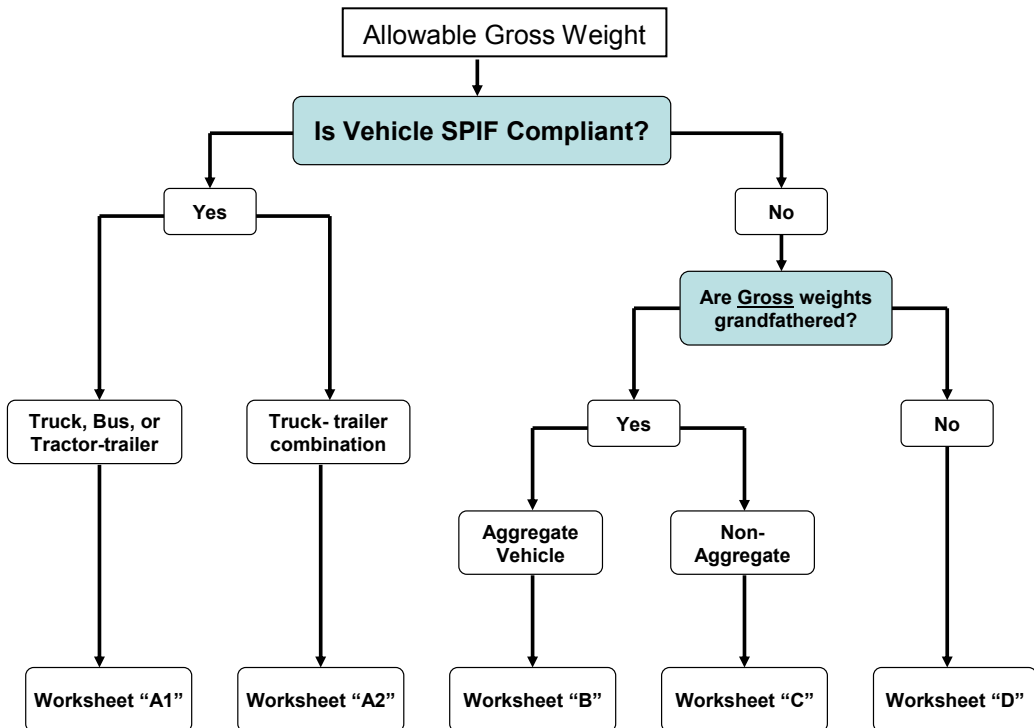 Allowable Gross Weight
Is Vehicle SPIF Compliant?
Yes
No
Are Gross weights
grandfathered?
Truck, Bus, or
Tractor-trailer
Truck- trailer
combination
Yes
No
Aggregate
Vehicle
Non-
Aggregate
Worksheet “A1”
Worksheet “A2”
Worksheet “B”
Worksheet “C”
Worksheet “D”